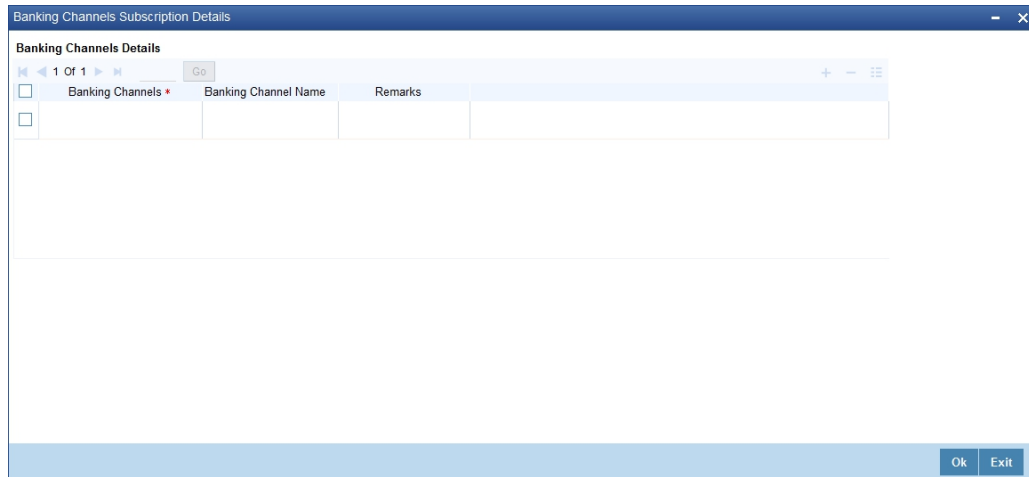 Banking Channels Subscription Details
Banking Channels Details
1 Of 1 Go
Banking Channels * Banking Channel Name Remarks
Ok Exit